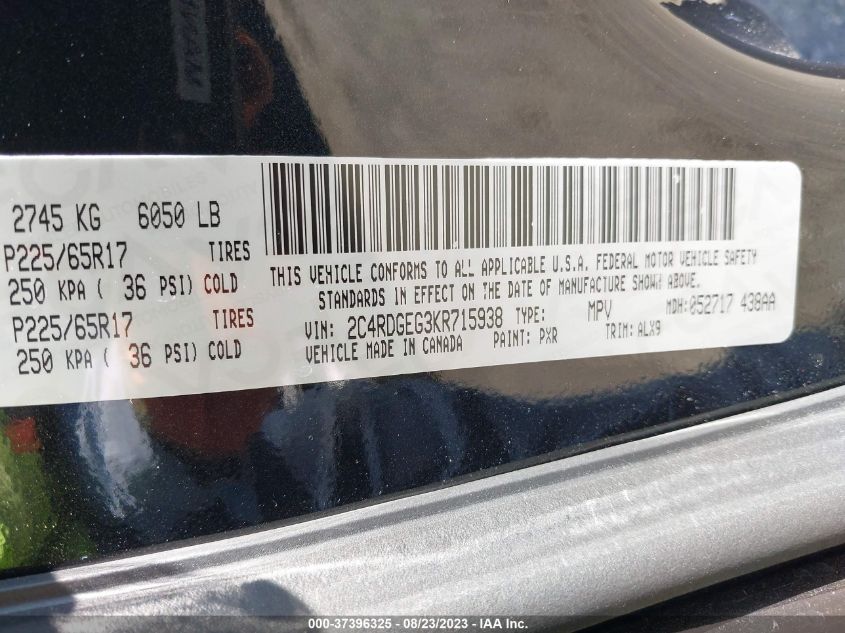 2745 KG 6050 LB
P225/65R17 TIRES
250 KPA ( 36 PSI) COLD
P225/65R17 TIRES
250 KPA ( 36 PSI) COLD
THIS VEHICLE CONFORMS TO ALL APPLICABLE U.S.A. FEDERAL MOTOR VEHICLE SAFETY
STANDARDS IN EFFECT ON THE DATE OF MANUFACTURE SHOWN ABOVE.
VIN: 2C4RDGEG3KR715938 TYPE: MPV MDH: 052717 438AA
VEHICLE MADE IN CANADA PAINT: PXR TRIM: ALX9
000-37396325 - 08/23/2023 - IAA Inc.